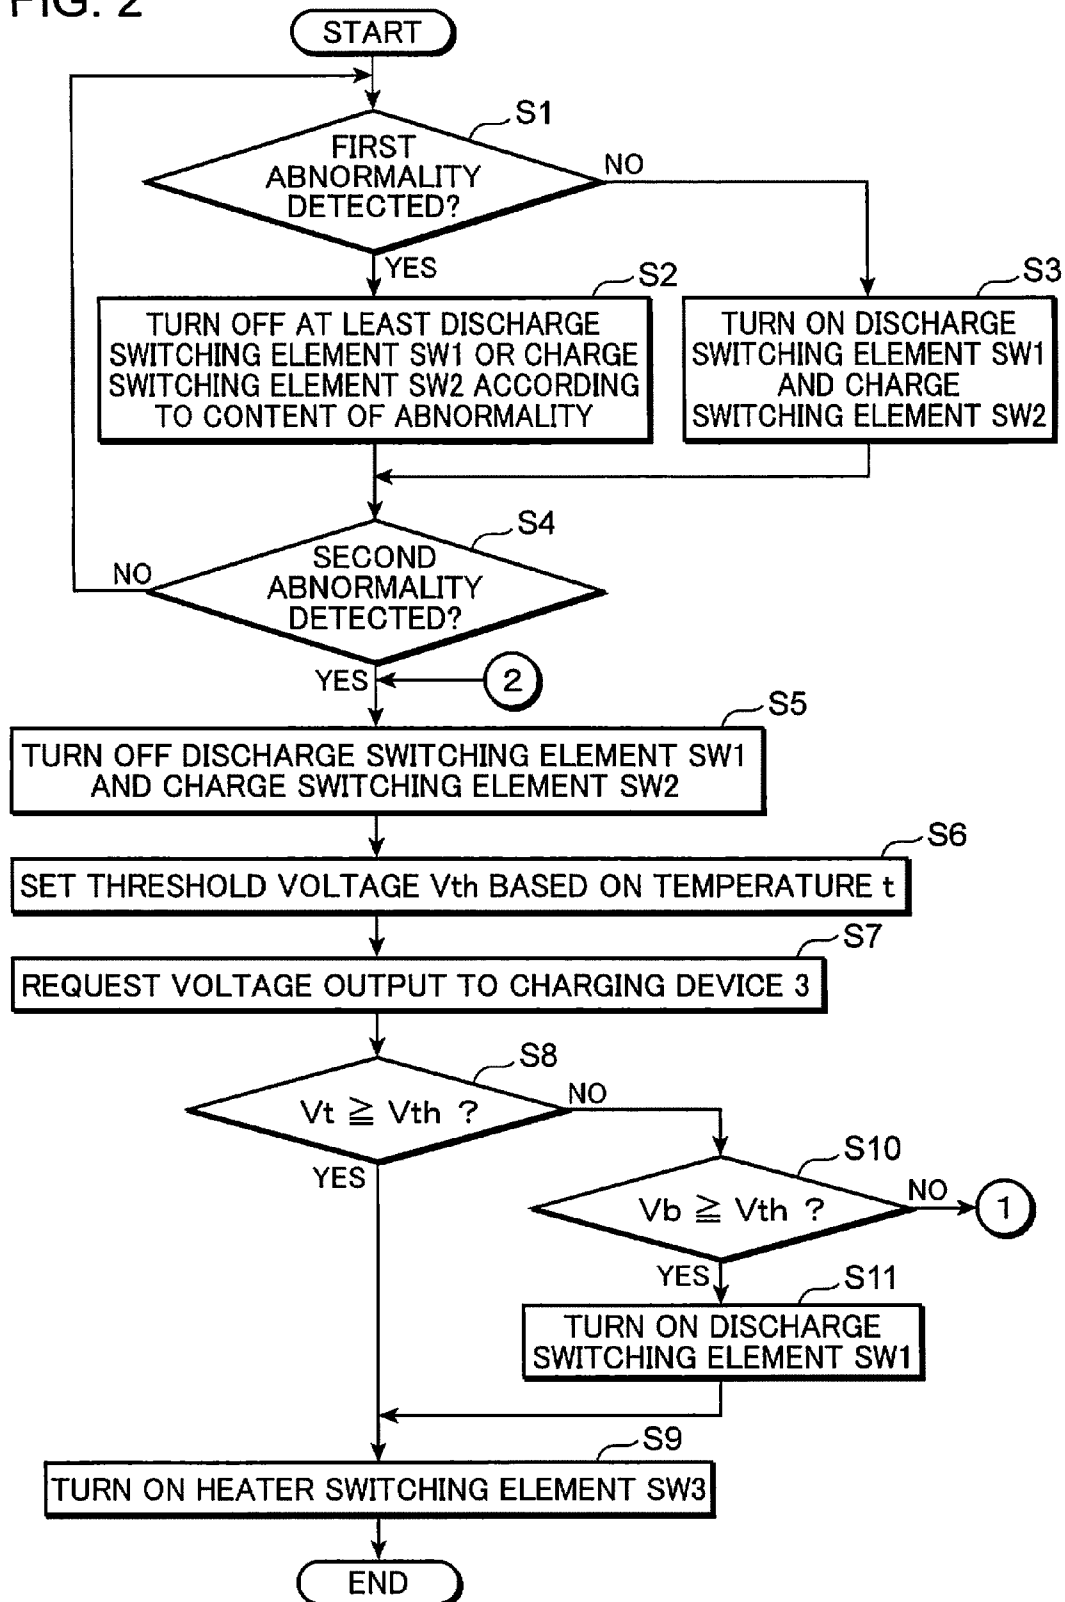 FIG. 2
START
S1
FIRST
ABNORMALITY
DETECTED?
NO
YES
S2
TURN OFF AT LEAST DISCHARGE
SWITCHING ELEMENT SW1 OR CHARGE
SWITCHING ELEMENT SW2 ACCORDING
TO CONTENT OF ABNORMALITY
S3
TURN ON DISCHARGE
SWITCHING ELEMENT SW1
AND CHARGE
SWITCHING ELEMENT SW2
S4
SECOND
ABNORMALITY
DETECTED?
NO
YES
2
S5
TURN OFF DISCHARGE SWITCHING ELEMENT SW1
AND CHARGE SWITCHING ELEMENT SW2
S6
SET THRESHOLD VOLTAGE Vth BASED ON TEMPERATURE t
S7
REQUEST VOLTAGE OUTPUT TO CHARGING DEVICE 3
S8
Vt ≧ Vth ?
NO
YES
S10
Vb ≧ Vth ?
NO
1
YES
S11
TURN ON DISCHARGE
SWITCHING ELEMENT SW1
S9
TURN ON HEATER SWITCHING ELEMENT SW3
END